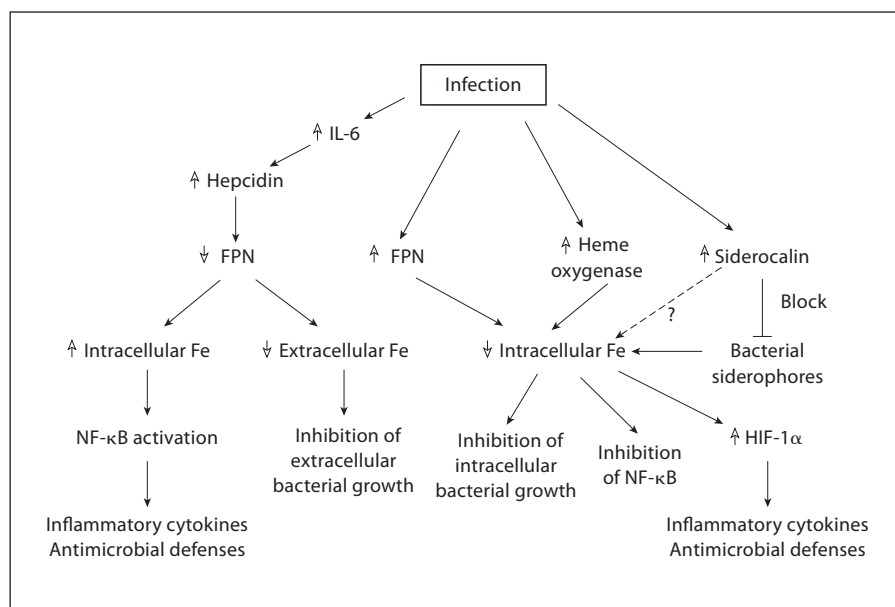 Infection
IL-6
Hepcidin
FPN
FPN
Heme
oxygenase
Siderocalin
Block
?
Intracellular Fe
Extracellular Fe
Intracellular Fe
Bacterial
siderophores
NF-κB activation
Inhibition of
extracellular
bacterial growth
Inhibition of
intracellular
bacterial growth
Inhibition
of NF-κB
HIF-1α
Inflammatory cytokines
Antimicrobial defenses
Inflammatory cytokines
Antimicrobial defenses